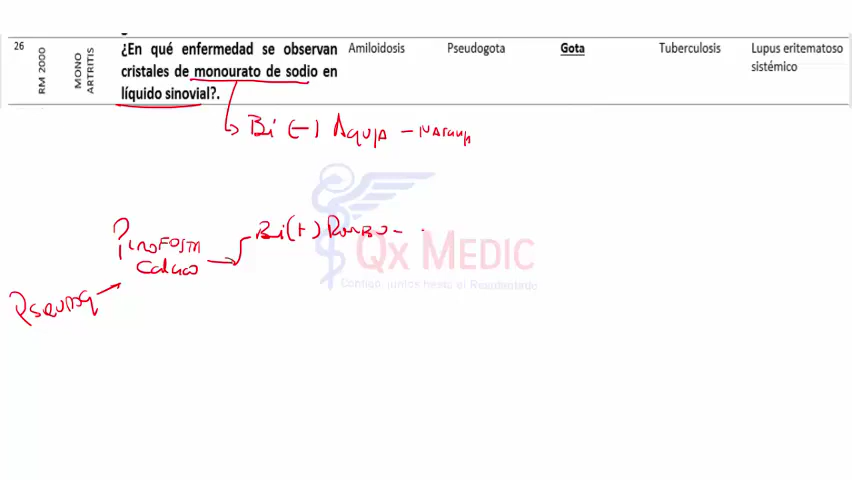 26
RM 2000
MONO
ARTRITIS
¿En qué enfermedad se observan
cristales de monourato de sodio en
líquido sinovial?.
Amiloidosis
Pseudogota
Gota
Tuberculosis
Lupus eritematoso
sistémico
Bi (-) Aguja -
Bi (+) Rombo -
Pirofosfa
Calcio
Pseudog
QX MEDIC
Contigo, juntos hasta el Residentado